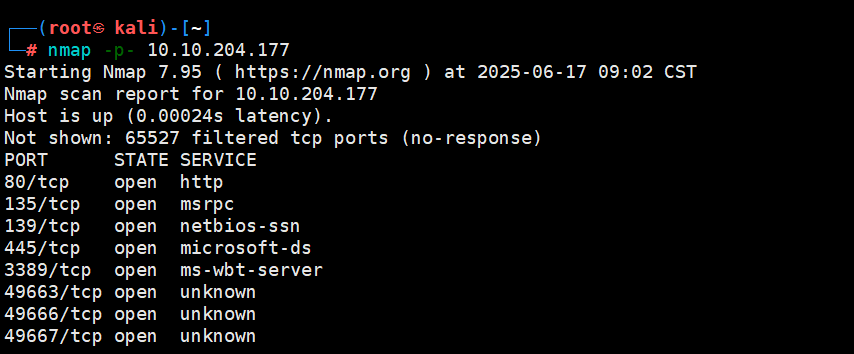 ┌──(root㉿ kali)-[~]
└─# nmap -p- 10.10.204.177
Starting Nmap 7.95 ( https://nmap.org ) at 2025-06-17 09:02 CST
Nmap scan report for 10.10.204.177
Host is up (0.00024s latency).
Not shown: 65527 filtered tcp ports (no-response)
PORT      STATE SERVICE
80/tcp    open  http
135/tcp   open  msrpc
139/tcp   open  netbios-ssn
445/tcp   open  microsoft-ds
3389/tcp  open  ms-wbt-server
49663/tcp open  unknown
49666/tcp open  unknown
49667/tcp open  unknown